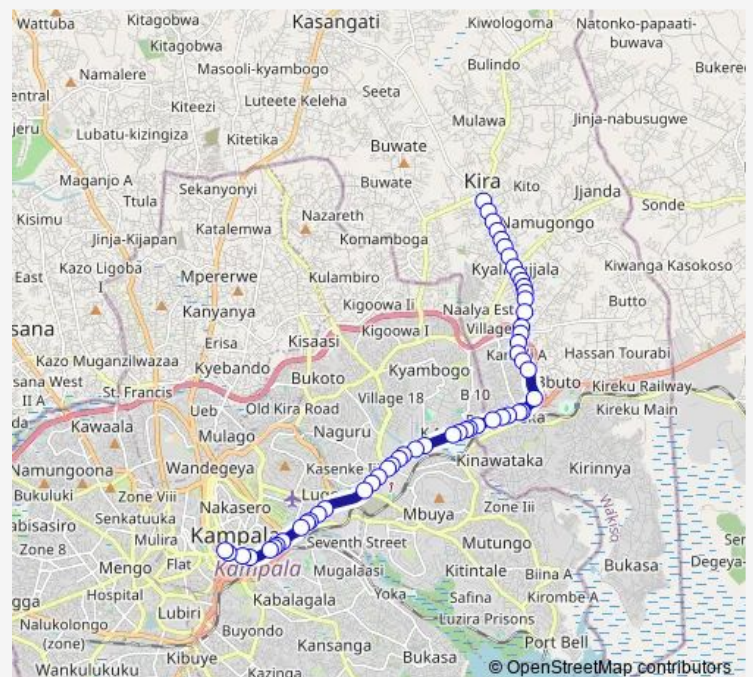 Wattuba
Kitagobwa
Kasangati
Kiwologoma
Natonko-papaati-
buwava
Kitagobwa
Namalere
Masooli-kyambogo
Bulindo
Bukere
entral
Kiteezi
Luteete Keleha
Seeta
jeru
Lubatu-kizingiza
Kitetika
Mulawa
Jinja-nabusugwe
Buwate
Maganjo A
Sekanyonyi
Buwate
Kira
Kito
Jjanda
Ttula
Sonde
Kisimu
Katalemwa
Nazareth
Namugongo
Jinja-Kijapan
Komamboga
East
Kazo Ligoba
I
Mpererwe
Kulambiro
Kiwanga Kasokoso
Kanyanya
Kigoowa Ii
Naalya Est
Butto
sana
Erisa
Kisaasi
Kigoowa I
Village
Kazo Muganzilwazaa
Kyebando
Hassan Tourabi
sana West
II A
St. Francis
Bukoto
Kyambogo
B 10
Kireku Railway
Ueb
Old Kira Road
Village 18
Kireku Main
Kawaala
Mulago
Naguru
Namungoona
Wandegeya
Kinawataka
Kirinnya
Bukuluki
Zone Viii
Nakasero
Mbuya
Zone Iii
abisasiro
Senkatuuka
Wakiso
Zone 8
Mulira
Kampala
Seventh Street
Mutungo
Mengo
Flat
Kampala
Mugalaasi
Kitintale
Biina A
Bukasa
Degeya-
Hospital
Kabalagala
Yoka
Safina
Kirombe A
gga
Lubiri
Luzira Prisons
Nalukolongo
(zone)
Buyondo
Kansanga
Port Bell
Kibuye
Bukasa
Wankulukuku
Kazinga
© OpenStreetMap contributors